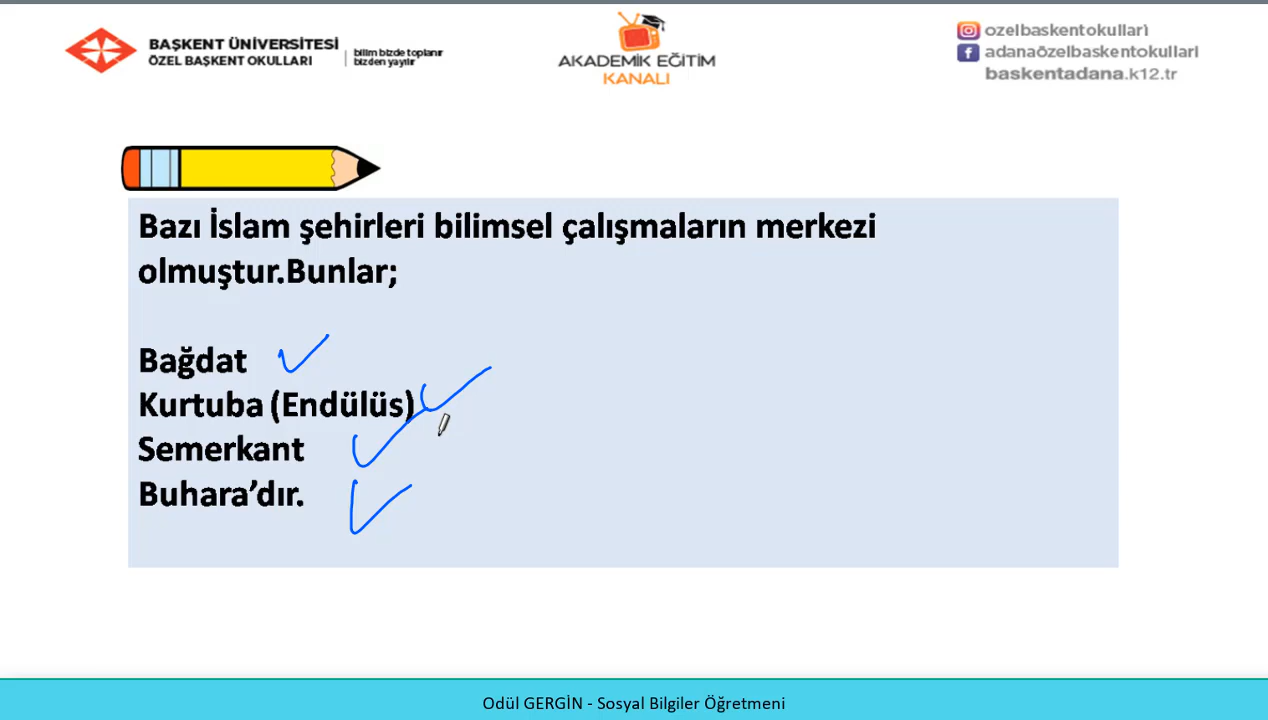 BAŞKENT ÜNİVERSİTESİ
ÖZEL BAŞKENT OKULLARI
bilim bizde toplanır
bizden yayılır
AKADEMİK EĞİTİM
KANALI
ozelbaskentokullari
adanaözelbaskentokullari
baskentadana.k12.tr
Bazı İslam şehirleri bilimsel çalışmaların merkezi
olmuştur.Bunlar;
Bağdat
Kurtuba (Endülüs)
Semerkant
Buhara’dır.
Odül GERGİN - Sosyal Bilgiler Öğretmeni